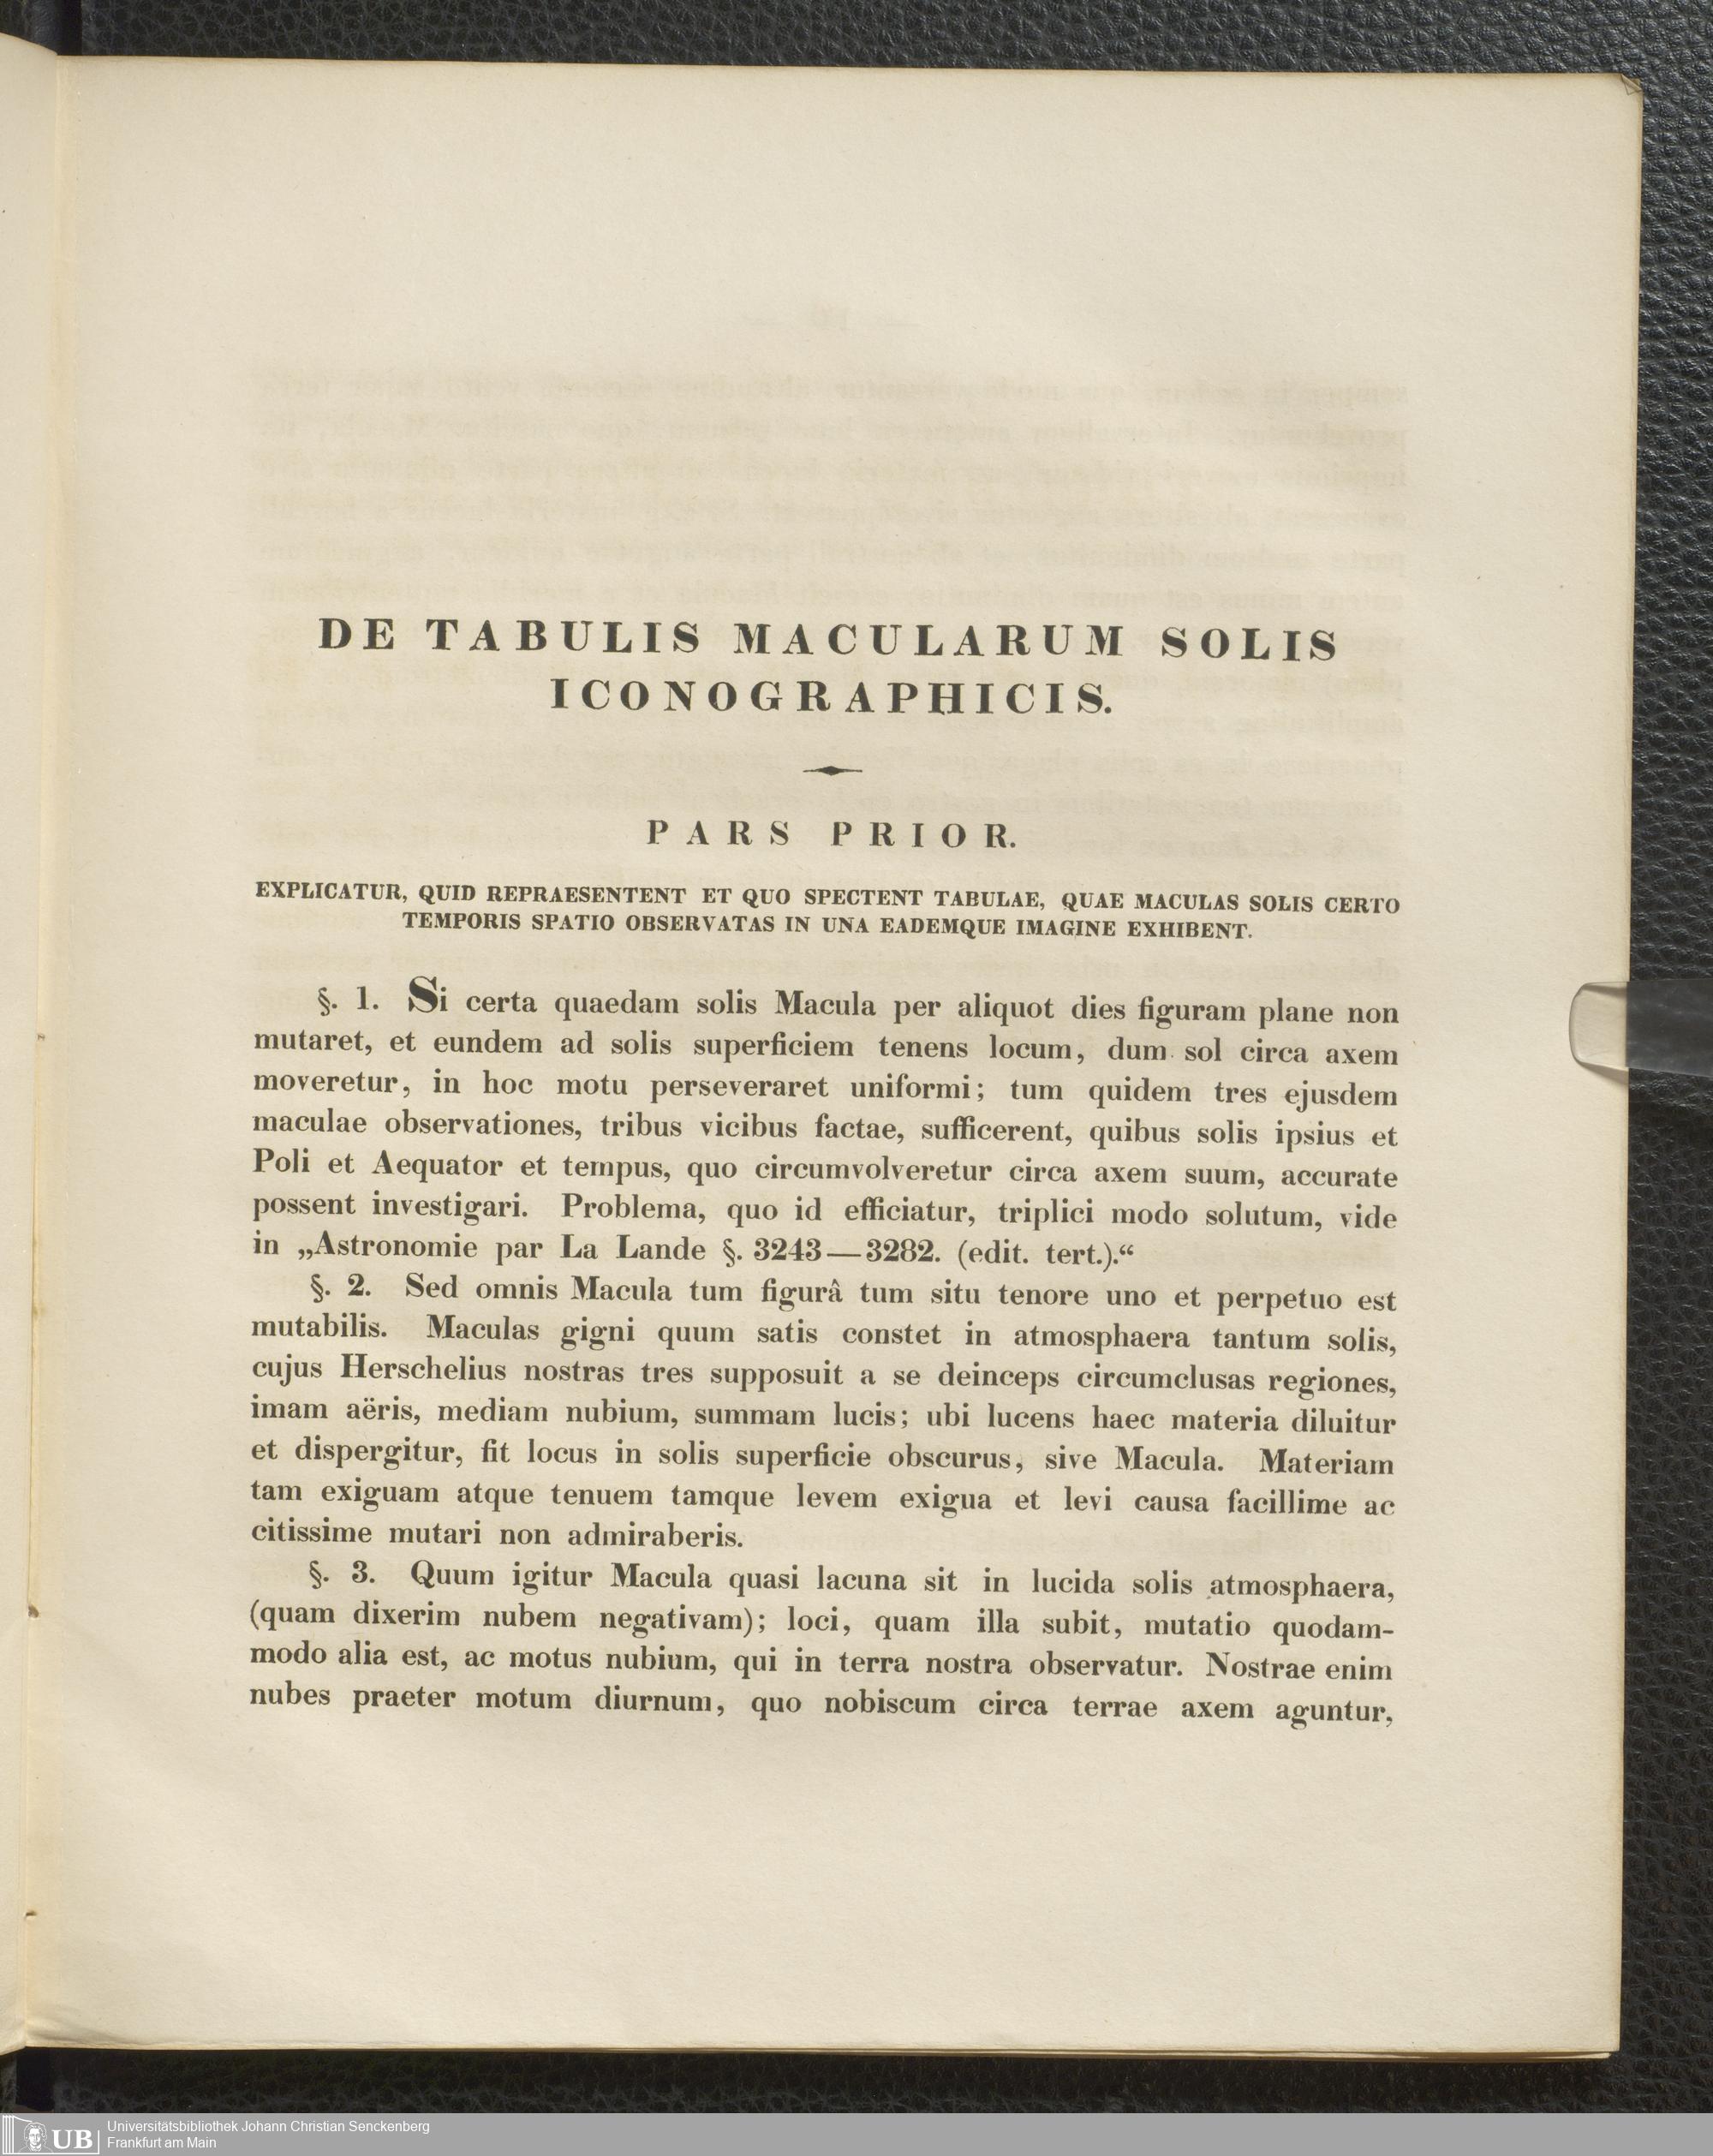 DE TABULIS MACULARUM SOLIS
ICONOGRAPHICIS.
PARS PRIOR.
EXPLICATUR, QUID REPRAESENTENT ET QUO SPECTENT TABULAE, QUAE MACULAS SOLIS CERTO
TEMPORIS SPATIO OBSERVATAS IN UNA EADEMQUE IMAGINE EXHIBENT.
§. 1. Si certa quaedam solis Macula per aliquot dies figuram plane non
mutaret, et eundem ad solis superficiem tenens locum, dum sol circa axem
moveretur, in hoc motu perseveraret uniformi; tum quidem tres ejusdem
maculae observationes, tribus vicibus factae, sufficerent, quibus solis ipsius et
Poli et Aequator et tempus, quo circumvolveretur circa axem suum, accurate
possent investigari. Problema, quo id efficiatur, triplici modo solutum, vide
in „Astronomie par La Lande §. 3243—3282. (edit. tert.).“
§. 2. Sed omnis Macula tum figurâ tum situ tenore uno et perpetuo est
mutabilis. Maculas gigni quum satis constet in atmosphaera tantum solis,
cujus Herschelius nostras tres supposuit a se deinceps circumclusas regiones,
imam aëris, mediam nubium, summam lucis; ubi lucens haec materia diluitur
et dispergitur, fit locus in solis superficie obscurus, sive Macula. Materiam
tam exiguam atque tenuem tamque levem exigua et levi causa facillime ac
citissime mutari non admiraberis.
§. 3. Quum igitur Macula quasi lacuna sit in lucida solis atmosphaera,
(quam dixerim nubem negativam); loci, quam illa subit, mutatio quodam-
modo alia est, ac motus nubium, qui in terra nostra observatur. Nostrae enim
nubes praeter motum diurnum, quo nobiscum circa terrae axem aguntur,
UB
Universitätsbibliothek Johann Christian Senckenberg
Frankfurt am Main